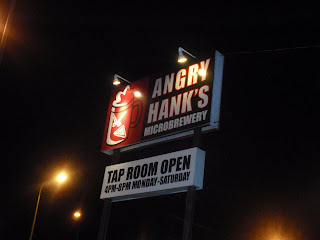 ANGRY
HANK'S
MICROBREWERY
TAP ROOM OPEN
4PM-8PM MONDAY-SATURDAY